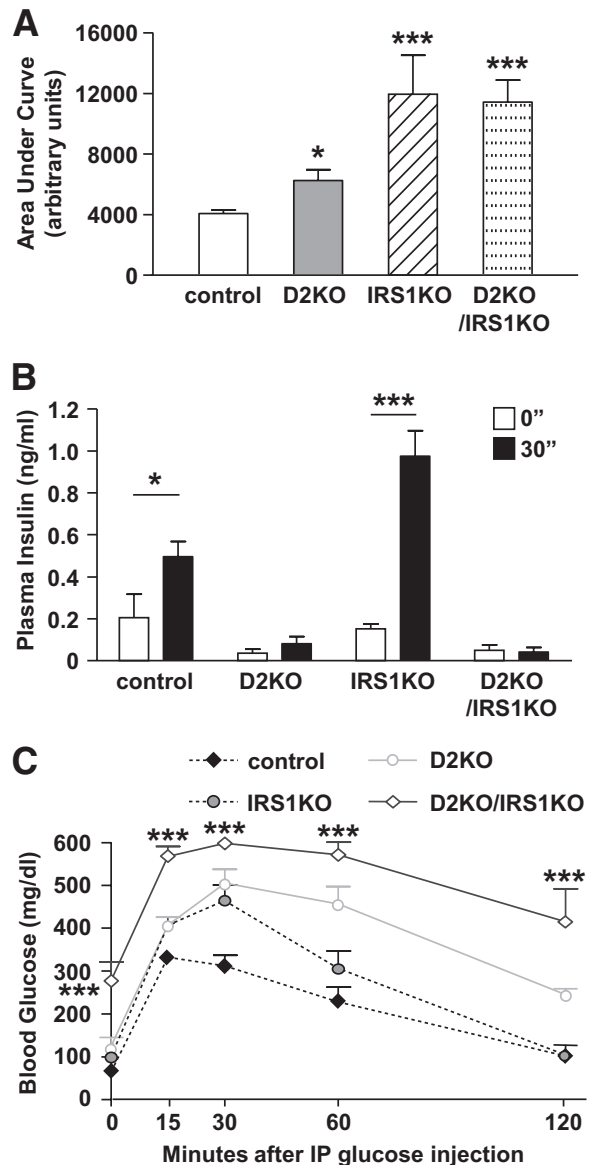 A
Area Under Curve
(arbitrary units)
16000
12000
8000
4000
0
*
***
***
control D2KO IRS1KO D2KO
/IRS1KO
B
Plasma Insulin (ng/ml)
1.2
1.0
0.8
0.6
0.4
0.2
0
*
***
0”
30”
control D2KO IRS1KO D2KO
/IRS1KO
C
control D2KO
IRS1KO D2KO/IRS1KO
Blood Glucose (mg/dl)
600
500
400
300
200
100
0
***
***
***
***
***
0 15 30 60 120
Minutes after IP glucose injection